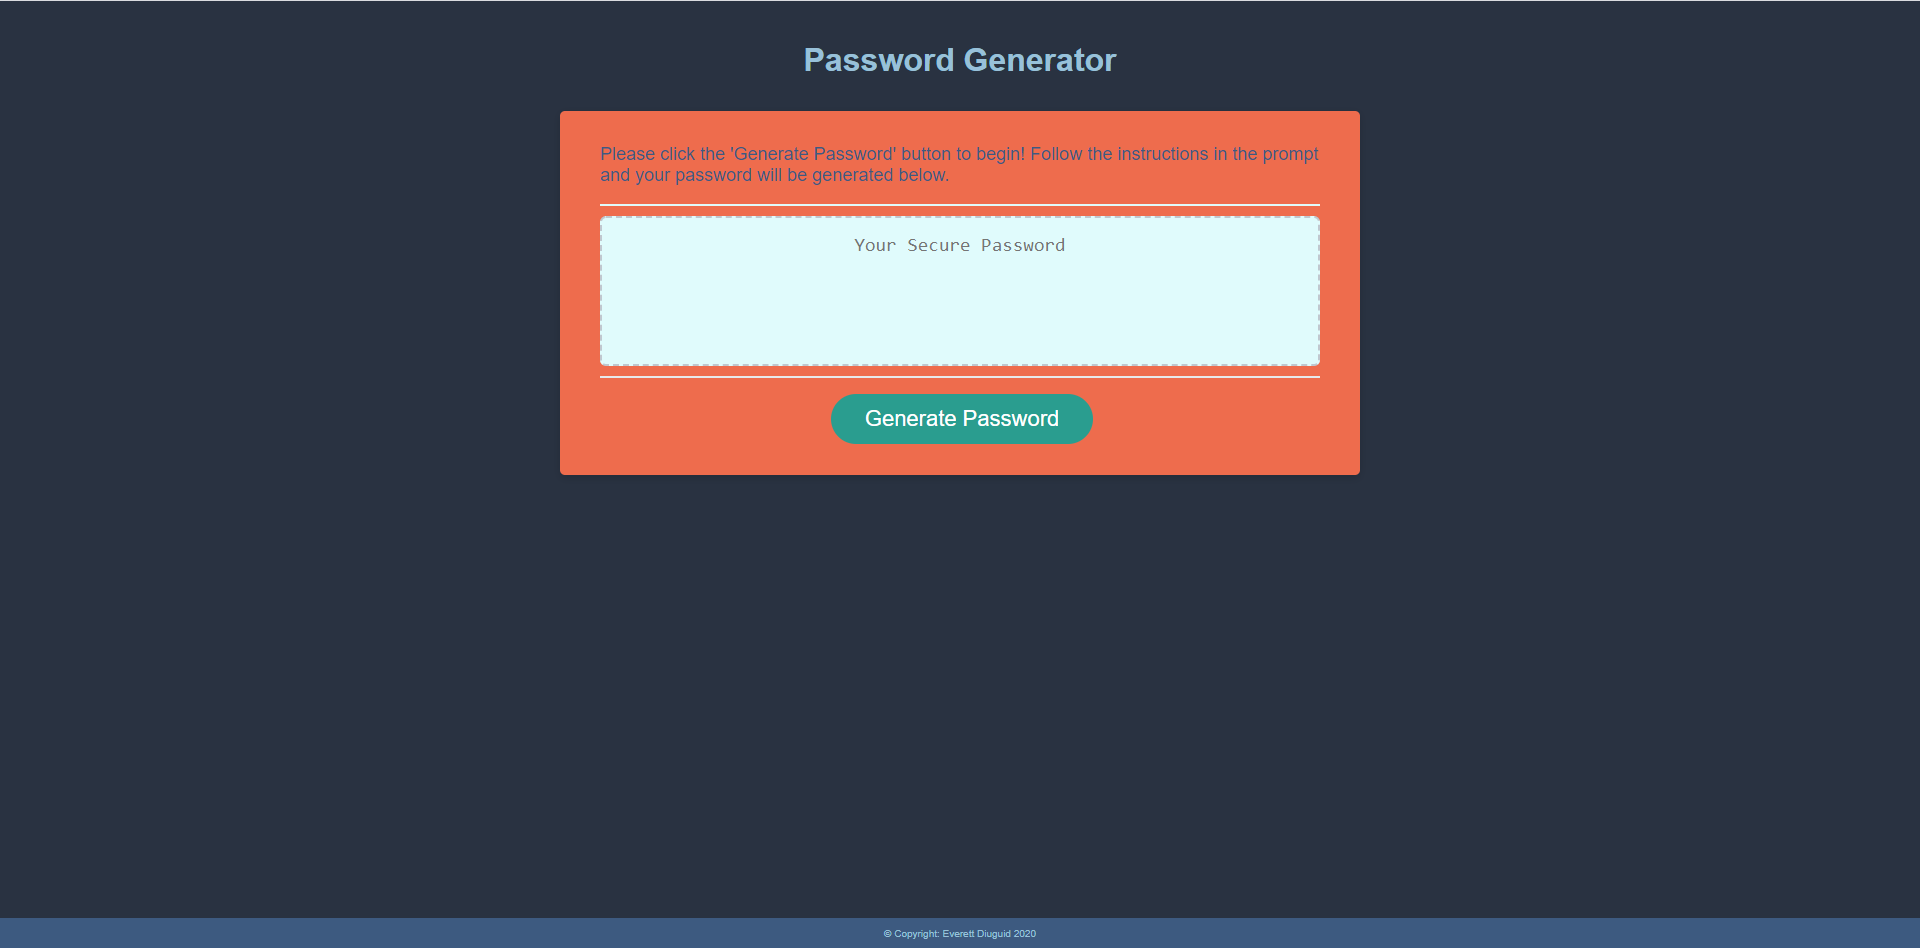 Password Generator
Please click the 'Generate Password' button to begin! Follow the instructions in the prompt
and your password will be generated below.
Your Secure Password
Generate Password
© Copyright: Everett Diuguid 2020